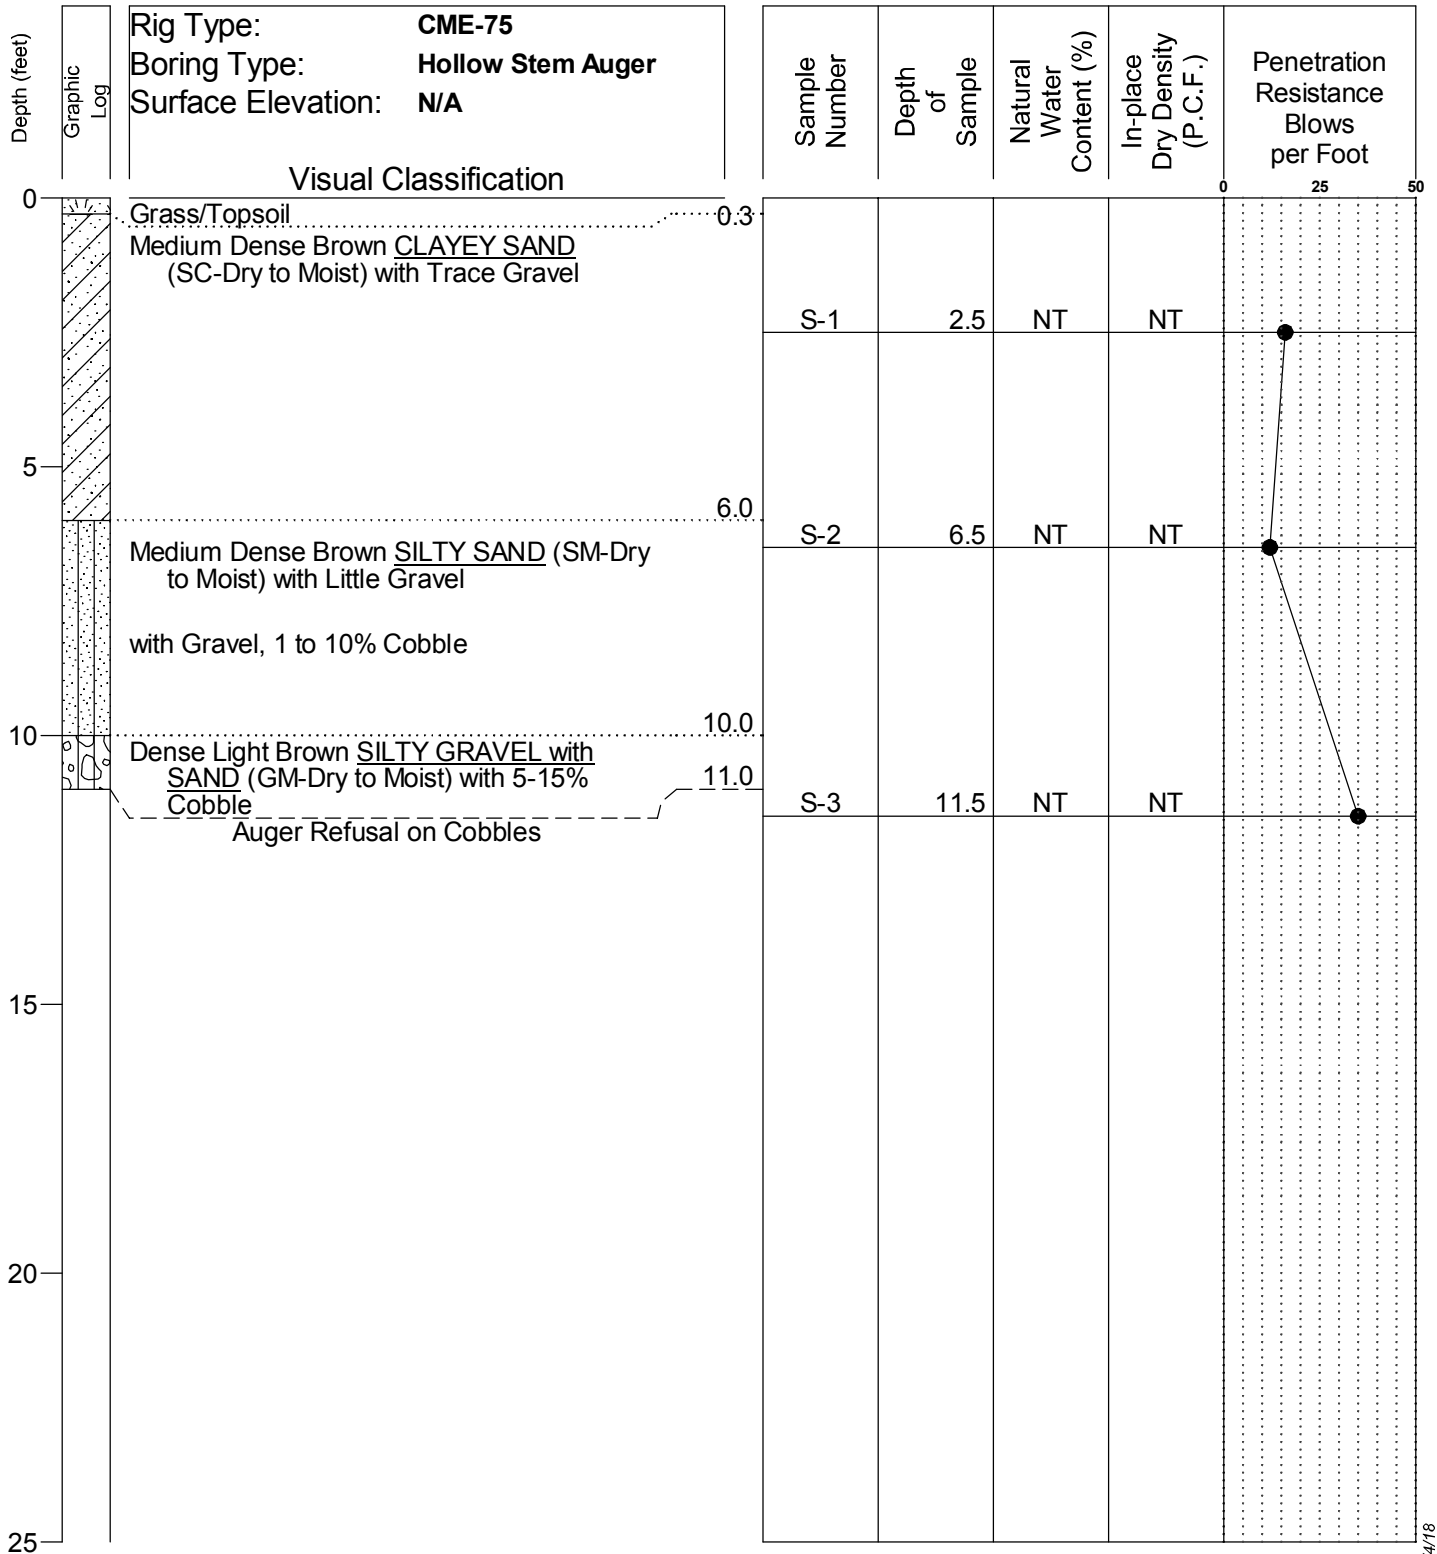 Depth (feet)
Graphic
Log
Rig Type: CME-75
Boring Type: Hollow Stem Auger
Surface Elevation: N/A
Visual Classification
Sample
Number
Depth
of
Sample
Natural
Water
Content (%)
In-place
Dry Density
(P.C.F.)
Penetration
Resistance
Blows
per Foot
0 25 50
0
Grass/Topsoil 0.3
Medium Dense Brown CLAYEY SAND
(SC-Dry to Moist) with Trace Gravel
S-1 2.5 NT NT
5
6.0
S-2 6.5 NT NT
Medium Dense Brown SILTY SAND (SM-Dry
to Moist) with Little Gravel
with Gravel, 1 to 10% Cobble
10.0
10
Dense Light Brown SILTY GRAVEL with
SAND (GM-Dry to Moist) with 5-15% 11.0
Cobble
S-3 11.5 NT NT
Auger Refusal on Cobbles
15
20
25
4/18